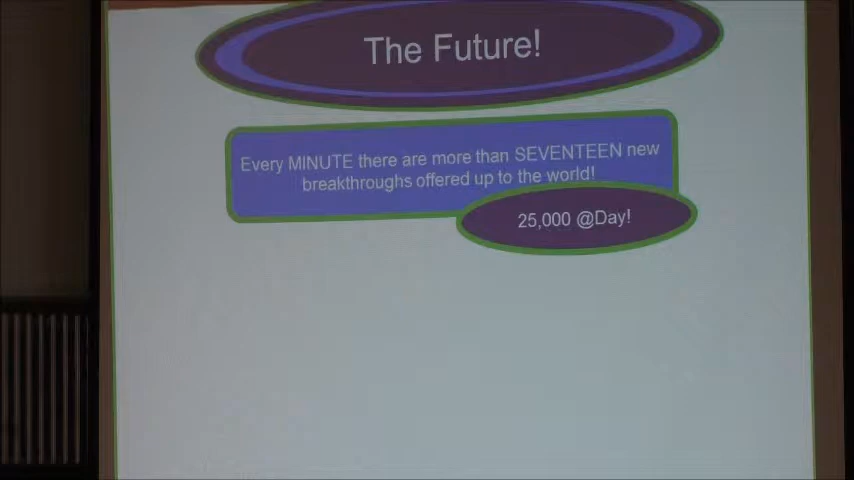 The Future!
Every MINUTE there are more than SEVENTEEN new
breakthroughs offered up to the world!
25,000 @Day!